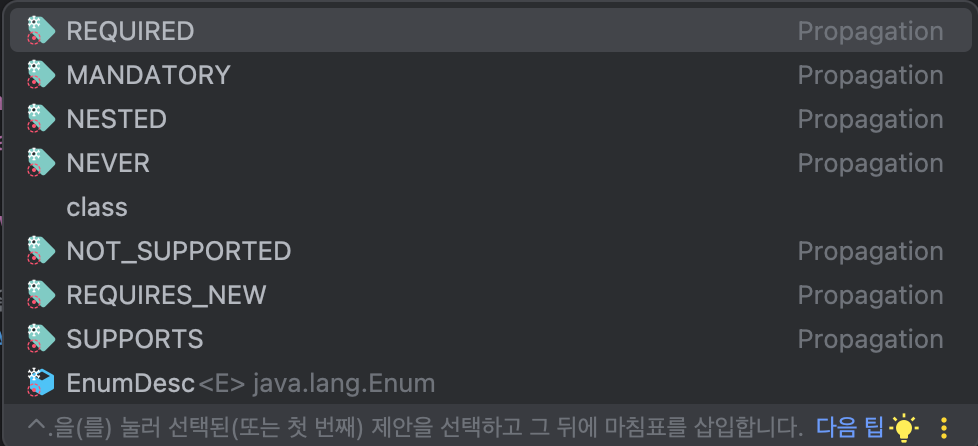 REQUIRED Propagation
MANDATORY Propagation
NESTED Propagation
NEVER Propagation
class
NOT_SUPPORTED Propagation
REQUIRES_NEW Propagation
SUPPORTS Propagation
EnumDesc<E> java.lang.Enum
^.을(를) 눌러 선택된(또는 첫 번째) 제안을 선택하고 그 뒤에 마침표를 삽입합니다. 다음 팁